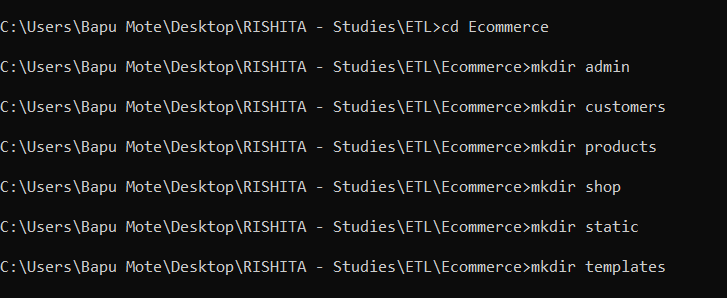 C:\Users\Bapu Mote\Desktop\RISHITA - Studies\ETL>cd Ecommerce
C:\Users\Bapu Mote\Desktop\RISHITA - Studies\ETL\Ecommerce>mkdir admin
C:\Users\Bapu Mote\Desktop\RISHITA - Studies\ETL\Ecommerce>mkdir customers
C:\Users\Bapu Mote\Desktop\RISHITA - Studies\ETL\Ecommerce>mkdir products
C:\Users\Bapu Mote\Desktop\RISHITA - Studies\ETL\Ecommerce>mkdir shop
C:\Users\Bapu Mote\Desktop\RISHITA - Studies\ETL\Ecommerce>mkdir static
C:\Users\Bapu Mote\Desktop\RISHITA - Studies\ETL\Ecommerce>mkdir templates